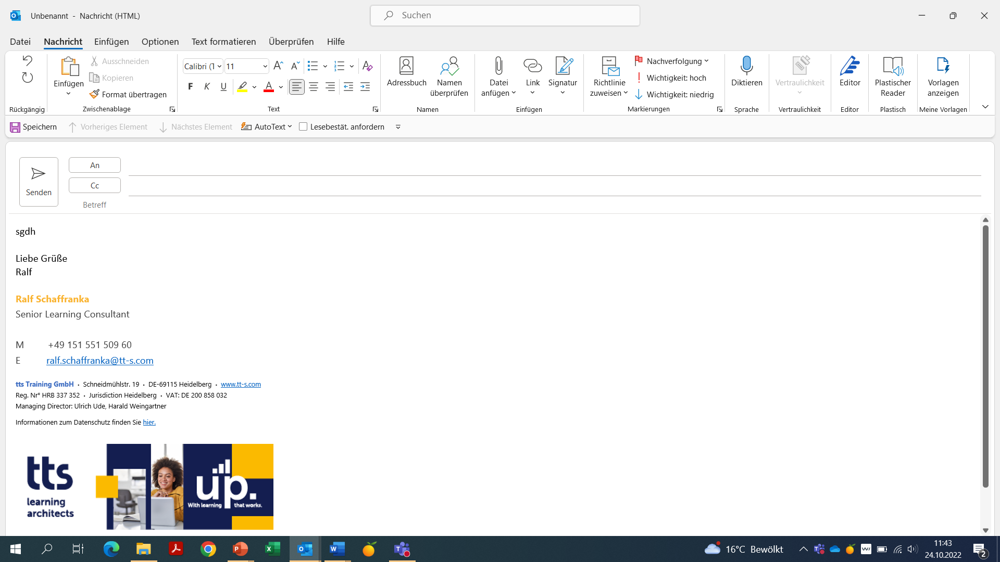 Unbenannt - Nachricht (HTML)
Suchen
Datei Nachricht Einfügen Optionen Text formatieren Überprüfen Hilfe
Rückgängig
Einfügen
Ausschneiden
Kopieren
Format übertragen
Zwischenablage
Calibri (T 11
F K U A
Text
Adressbuch
Namen überprüfen
Namen
Datei anfügen
Link
Signatur
Einfügen
Richtlinie zuweisen
Nachverfolgung
Wichtigkeit: hoch
Wichtigkeit: niedrig
Markierungen
Diktieren
Sprache
Vertraulichkeit
Vertraulichkeit
Editor
Editor
Plastischer Reader
Plastisch
Vorlagen anzeigen
Meine Vorlagen
Speichern Vorheriges Element Nächstes Element AutoText Lesebestät. anfordern
Senden
An
Cc
Betreff
sgdh
Liebe Grüße
Ralf
Ralf Schaffranka
Senior Learning Consultant
M +49 151 551 509 60
E ralf.schaffranka@tt-s.com
tts Training GmbH • Schneidmühlstr. 19 • DE-69115 Heidelberg • www.tt-s.com
Reg. Nr° HRB 337 352 • Jurisdiction Heidelberg • VAT: DE 200 858 032
Managing Director: Ulrich Ude, Harald Weingartner
Informationen zum Datenschutz finden Sie hier.
tts
learning
architects
up.
With learning that works.
16°C Bewölkt
11:43
24.10.2022
2